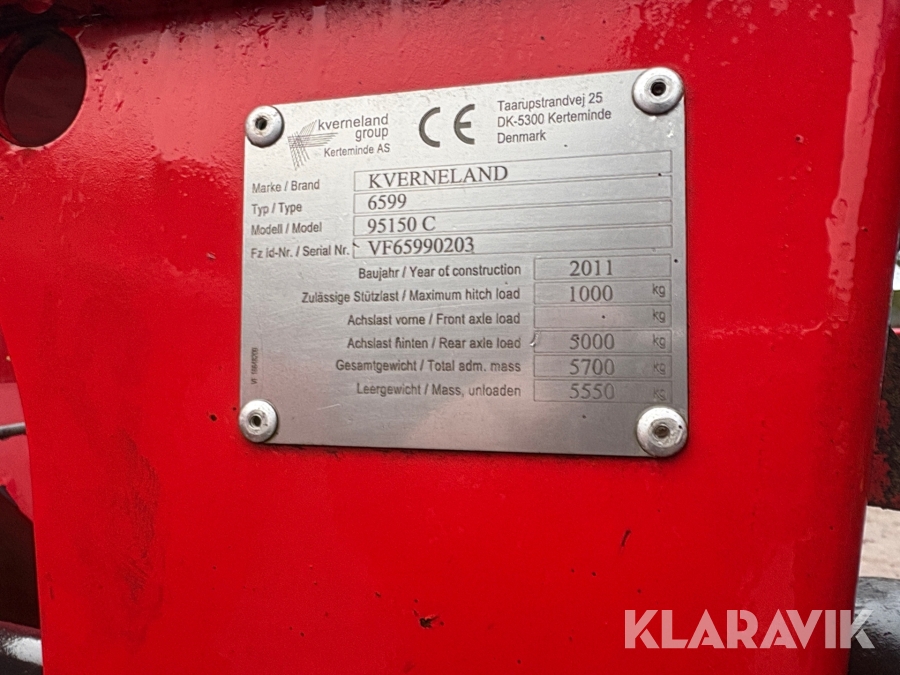 kverneland
group
Kerteminde AS
CE
Taarupstrandvej 25
DK-5300 Kerteminde
Denmark
Marke / Brand KVERNELAND
Typ / Type 6599
Modell / Model 95150 C
Fz Id-Nr. / Serial Nr. VF65990203
Baujahr / Year of construction 2011
Zulässige Stützlast / Maximum hitch load 1000 kg
Achslast vorne / Front axle load kg
Achslast hinten / Rear axle load 5000 kg
Gesamtgewicht / Total adm. mass 5700 kg
Leergewicht / Mass, unloaden 5550 kg
KLARAVIK